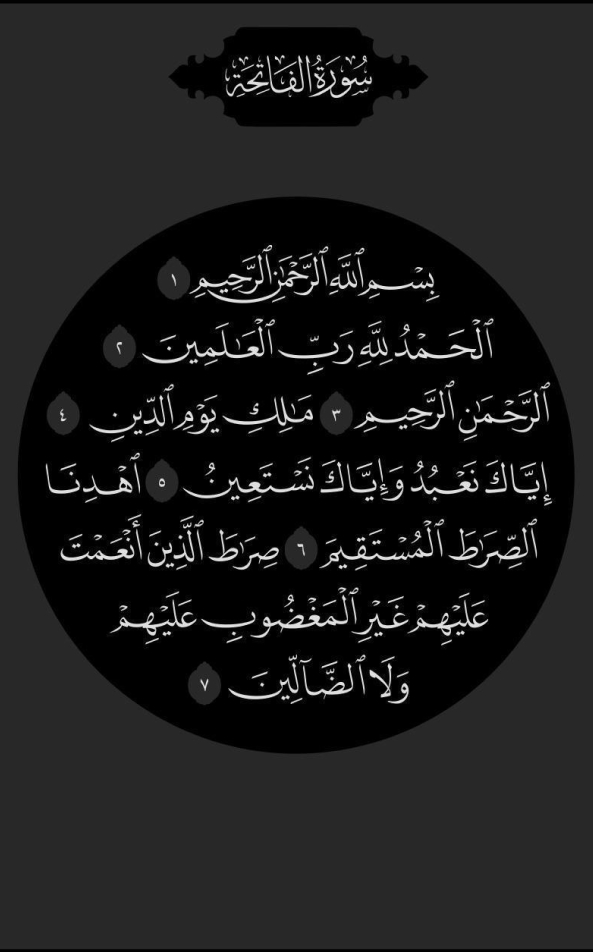 سُورَةُ الفَاتِحَةِ
بِسْمِ ٱللَّهِ ٱلرَّحْمَٰنِ ٱلرَّحِيمِ ١
ٱلْحَمْدُ لِلَّهِ رَبِّ ٱلْعَٰلَمِينَ ٢
ٱلرَّحْمَٰنِ ٱلرَّحِيمِ ٣ مَٰلِكِ يَوْمِ ٱلدِّينِ ٤
إِيَّاكَ نَعْبُدُ وَإِيَّاكَ نَسْتَعِينُ ٥ ٱهْدِنَا
ٱلصِّرَٰطَ ٱلْمُسْتَقِيمَ ٦ صِرَٰطَ ٱلَّذِينَ أَنْعَمْتَ
عَلَيْهِمْ غَيْرِ ٱلْمَغْضُوبِ عَلَيْهِمْ
وَلَا ٱلضَّآلِّينَ ٧